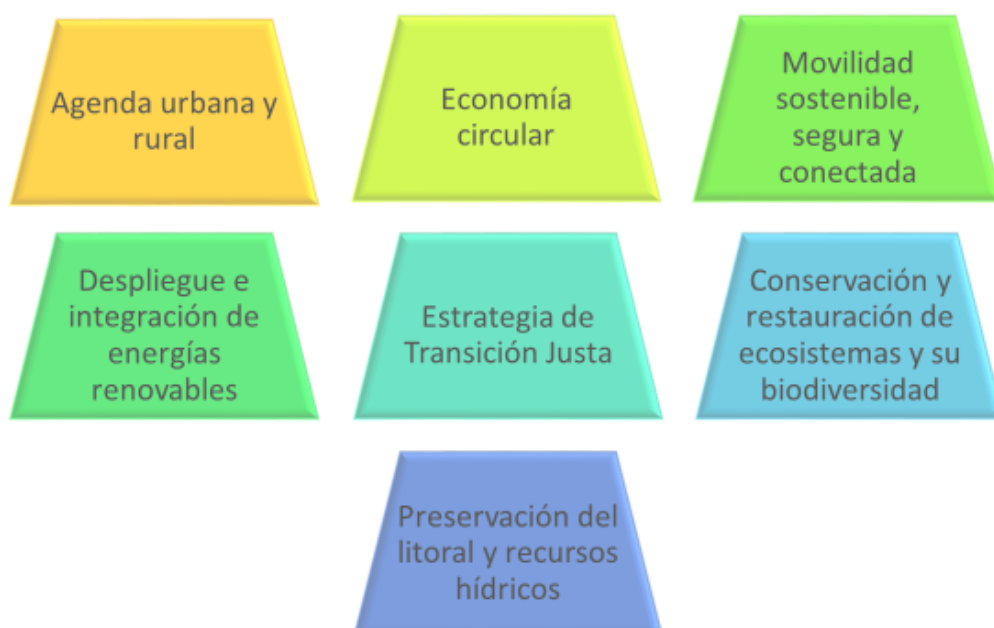 Agenda urbana y
rural
Economía
circular
Movilidad
sostenible,
segura y
conectada
Despliegue e
integración de
energías
renovables
Estrategia de
Transición Justa
Conservación y
restauración de
ecosistemas y su
biodiversidad
Preservación del
litoral y recursos
hídricos